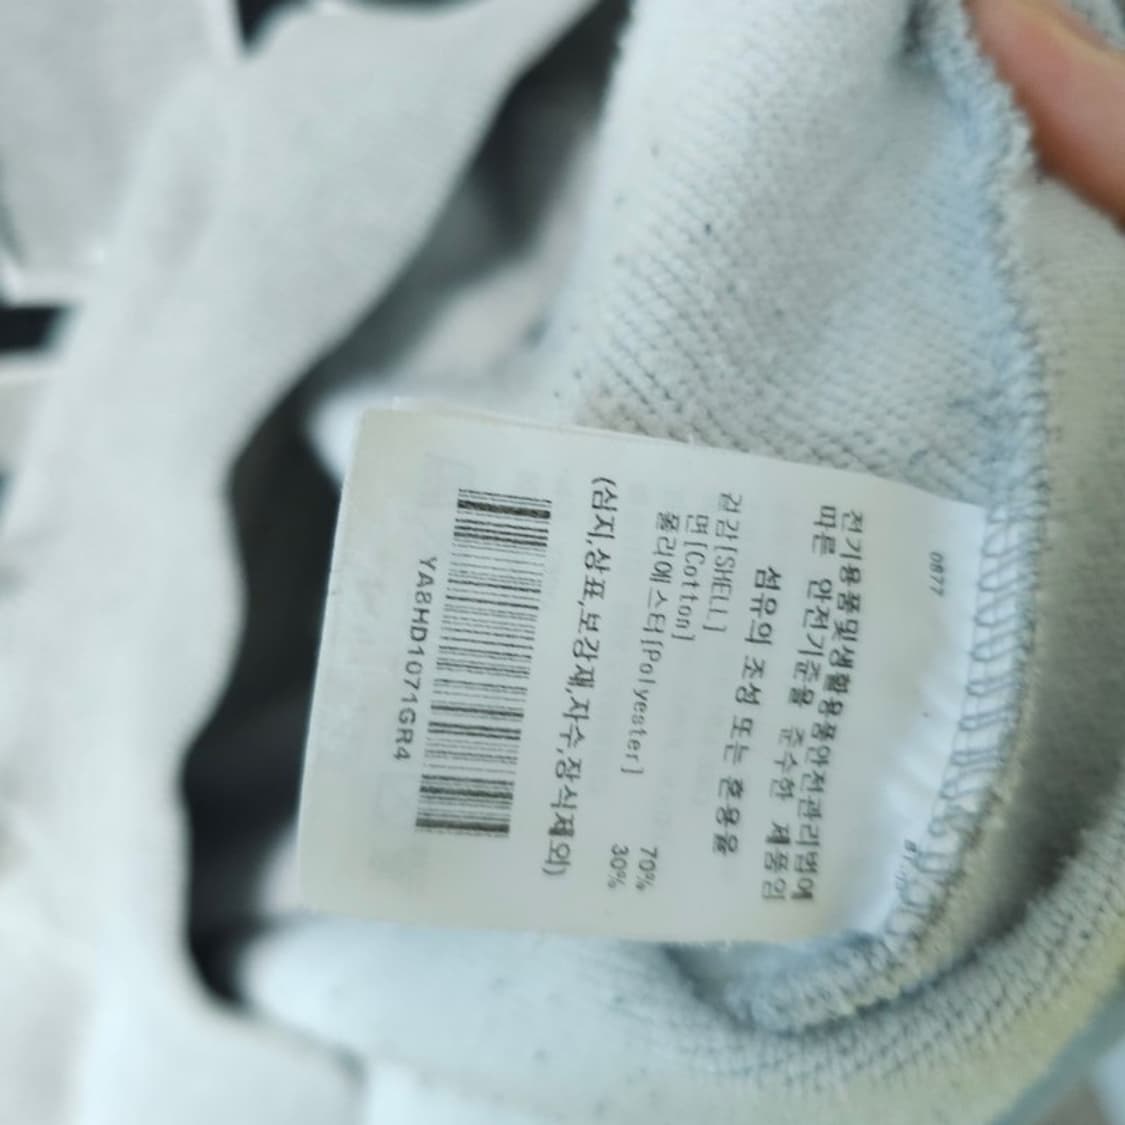 0877
전기용품및생활용품안전관리법에
따른 안전기준을 준수한 제품임
섬유의 조성 또는 혼용율
겉감[SHELL]
면[Cotton] 70%
폴리에스터[Polyester] 30%
(심지,상표,보강재,자수,장식제외)
YA8HD1071GR4